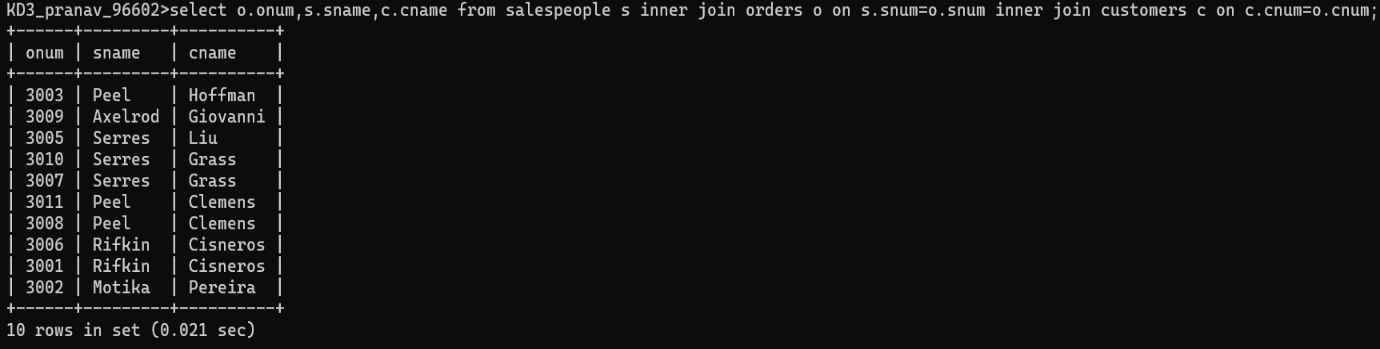 KD3_pranav_96602>select o.onum,s.sname,c.cname from salespeople s inner join orders o on s.snum=o.snum inner join customers c on c.cnum=o.cnum;
+------+---------+----------+
| onum | sname   | cname    |
+------+---------+----------+
| 3003 | Peel    | Hoffman  |
| 3009 | Axelrod | Giovanni |
| 3005 | Serres  | Liu      |
| 3010 | Serres  | Grass    |
| 3007 | Serres  | Grass    |
| 3011 | Peel    | Clemens  |
| 3008 | Peel    | Clemens  |
| 3006 | Rifkin  | Cisneros |
| 3001 | Rifkin  | Cisneros |
| 3002 | Motika  | Pereira  |
+------+---------+----------+
10 rows in set (0.021 sec)